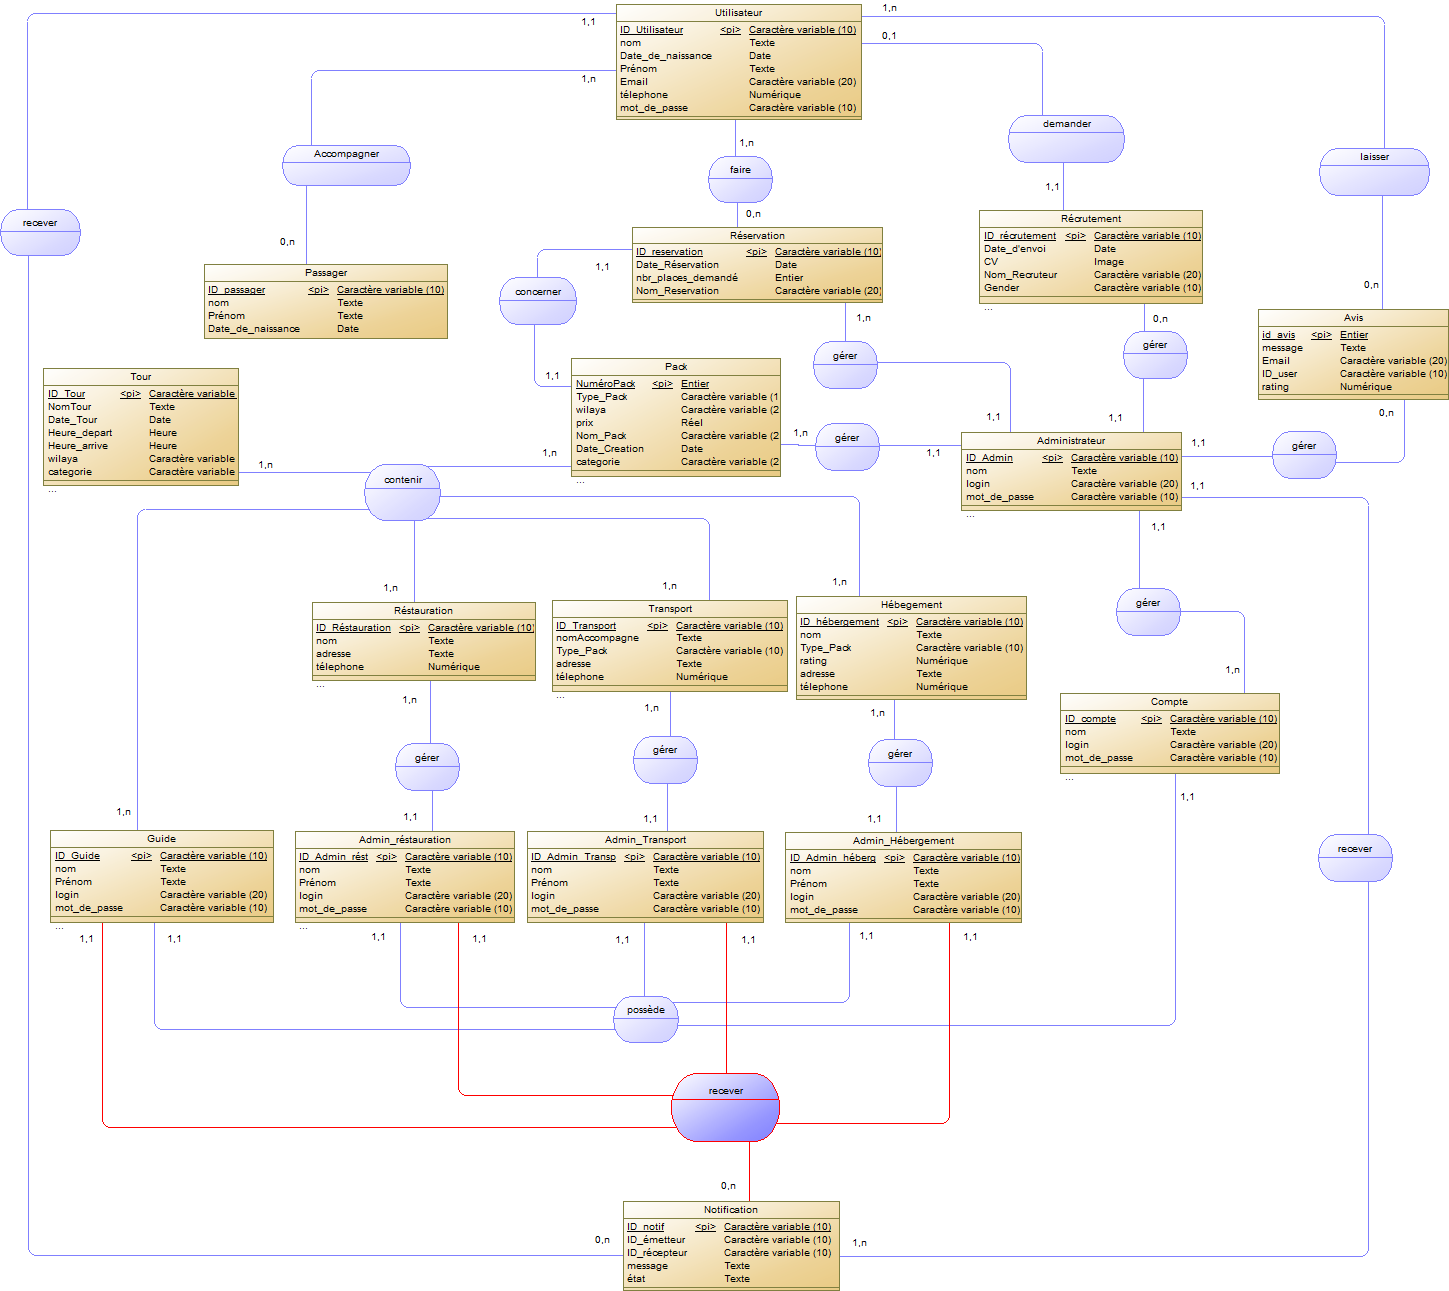 Utilisateur
ID_Utilisateur <pi> Caractère variable (10)
nom Texte
Date_de_naissance Date
Prénom Texte
Email Caractère variable (20)
télephone Numérique
mot_de_passe Caractère variable (10)
1,1
1,n
1,n
0,1
1,n
Accompagner
faire
demander
laisser
recever
0,n
0,n
1,1
0,n
Passager
ID_passager <pi> Caractère variable (10)
nom Texte
Prénom Texte
Date_de_naissance Date
Réservation
ID_reservation <pi> Caractère variable (10)
Date_Réservation Date
nbr_places_demandé Entier
Nom_Reservation Caractère variable (20)
Récrutement
ID_récrutement <pi> Caractère variable (10)
Date_d'envoi Date
CV Image
Nom_Recruteur Caractère variable (20)
Gender Caractère variable (10)
...
Avis
id_avis <pi> Entier
message Texte
Email Caractère variable (20)
ID_user Caractère variable (10)
rating Numérique
1,1
concerner
1,1
1,n
gérer
1,1
0,n
gérer
1,1
0,n
gérer
1,1
Tour
ID_Tour <pi> Caractère variable
NomTour Texte
Date_Tour Date
Heure_depart Heure
Heure_arrive Heure
wilaya Caractère variable
categorie Caractère variable
...
Pack
NuméroPack <pi> Entier
Type_Pack Caractère variable (1
wilaya Caractère variable (2
prix Réel
Nom_Pack Caractère variable (2
Date_Creation Date
categorie Caractère variable (2
...
1,n
gérer
1,1
Administrateur
ID_Admin <pi> Caractère variable (10)
nom Texte
login Caractère variable (20)
mot_de_passe Caractère variable (10)
...
1,n
1,n
contenir
1,1
1,1
gérer
1,n
1,n
1,n
1,n
1,n
Réstauration
ID_Réstauration <pi> Caractère variable (10)
nom Texte
adresse Texte
télephone Numérique
...
Transport
ID_Transport <pi> Caractère variable (10)
nomAccompagne Texte
Type_Pack Caractère variable (10)
adresse Texte
télephone Numérique
...
Hébegement
ID_hébergement <pi> Caractère variable (10)
nom Texte
Type_Pack Caractère variable (10)
rating Numérique
adresse Texte
télephone Numérique
Compte
ID_compte <pi> Caractère variable (10)
nom Texte
login Caractère variable (20)
mot_de_passe Caractère variable (10)
...
1,n
gérer
1,1
1,n
gérer
1,1
1,n
gérer
1,1
1,1
recever
Guide
ID_Guide <pi> Caractère variable (10)
nom Texte
Prénom Texte
login Caractère variable (20)
mot_de_passe Caractère variable (10)
...
Admin_réstauration
ID_Admin_rést <pi> Caractère variable (10)
nom Texte
Prénom Texte
login Caractère variable (20)
mot_de_passe Caractère variable (10)
...
Admin_Transport
ID_Admin_Transp <pi> Caractère variable (10)
nom Texte
Prénom Texte
login Caractère variable (20)
mot_de_passe Caractère variable (10)
Admin_Hébergement
ID_Admin_héberg <pi> Caractère variable (10)
nom Texte
Prénom Texte
login Caractère variable (20)
mot_de_passe Caractère variable (10)
1,1
1,1
1,1
1,1
1,1
1,1
1,1
1,1
possède
recever
0,n
0,n
1,n
Notification
ID_notif <pi> Caractère variable (10)
ID_émetteur Caractère variable (10)
ID_récepteur Caractère variable (10)
message Texte
état Texte